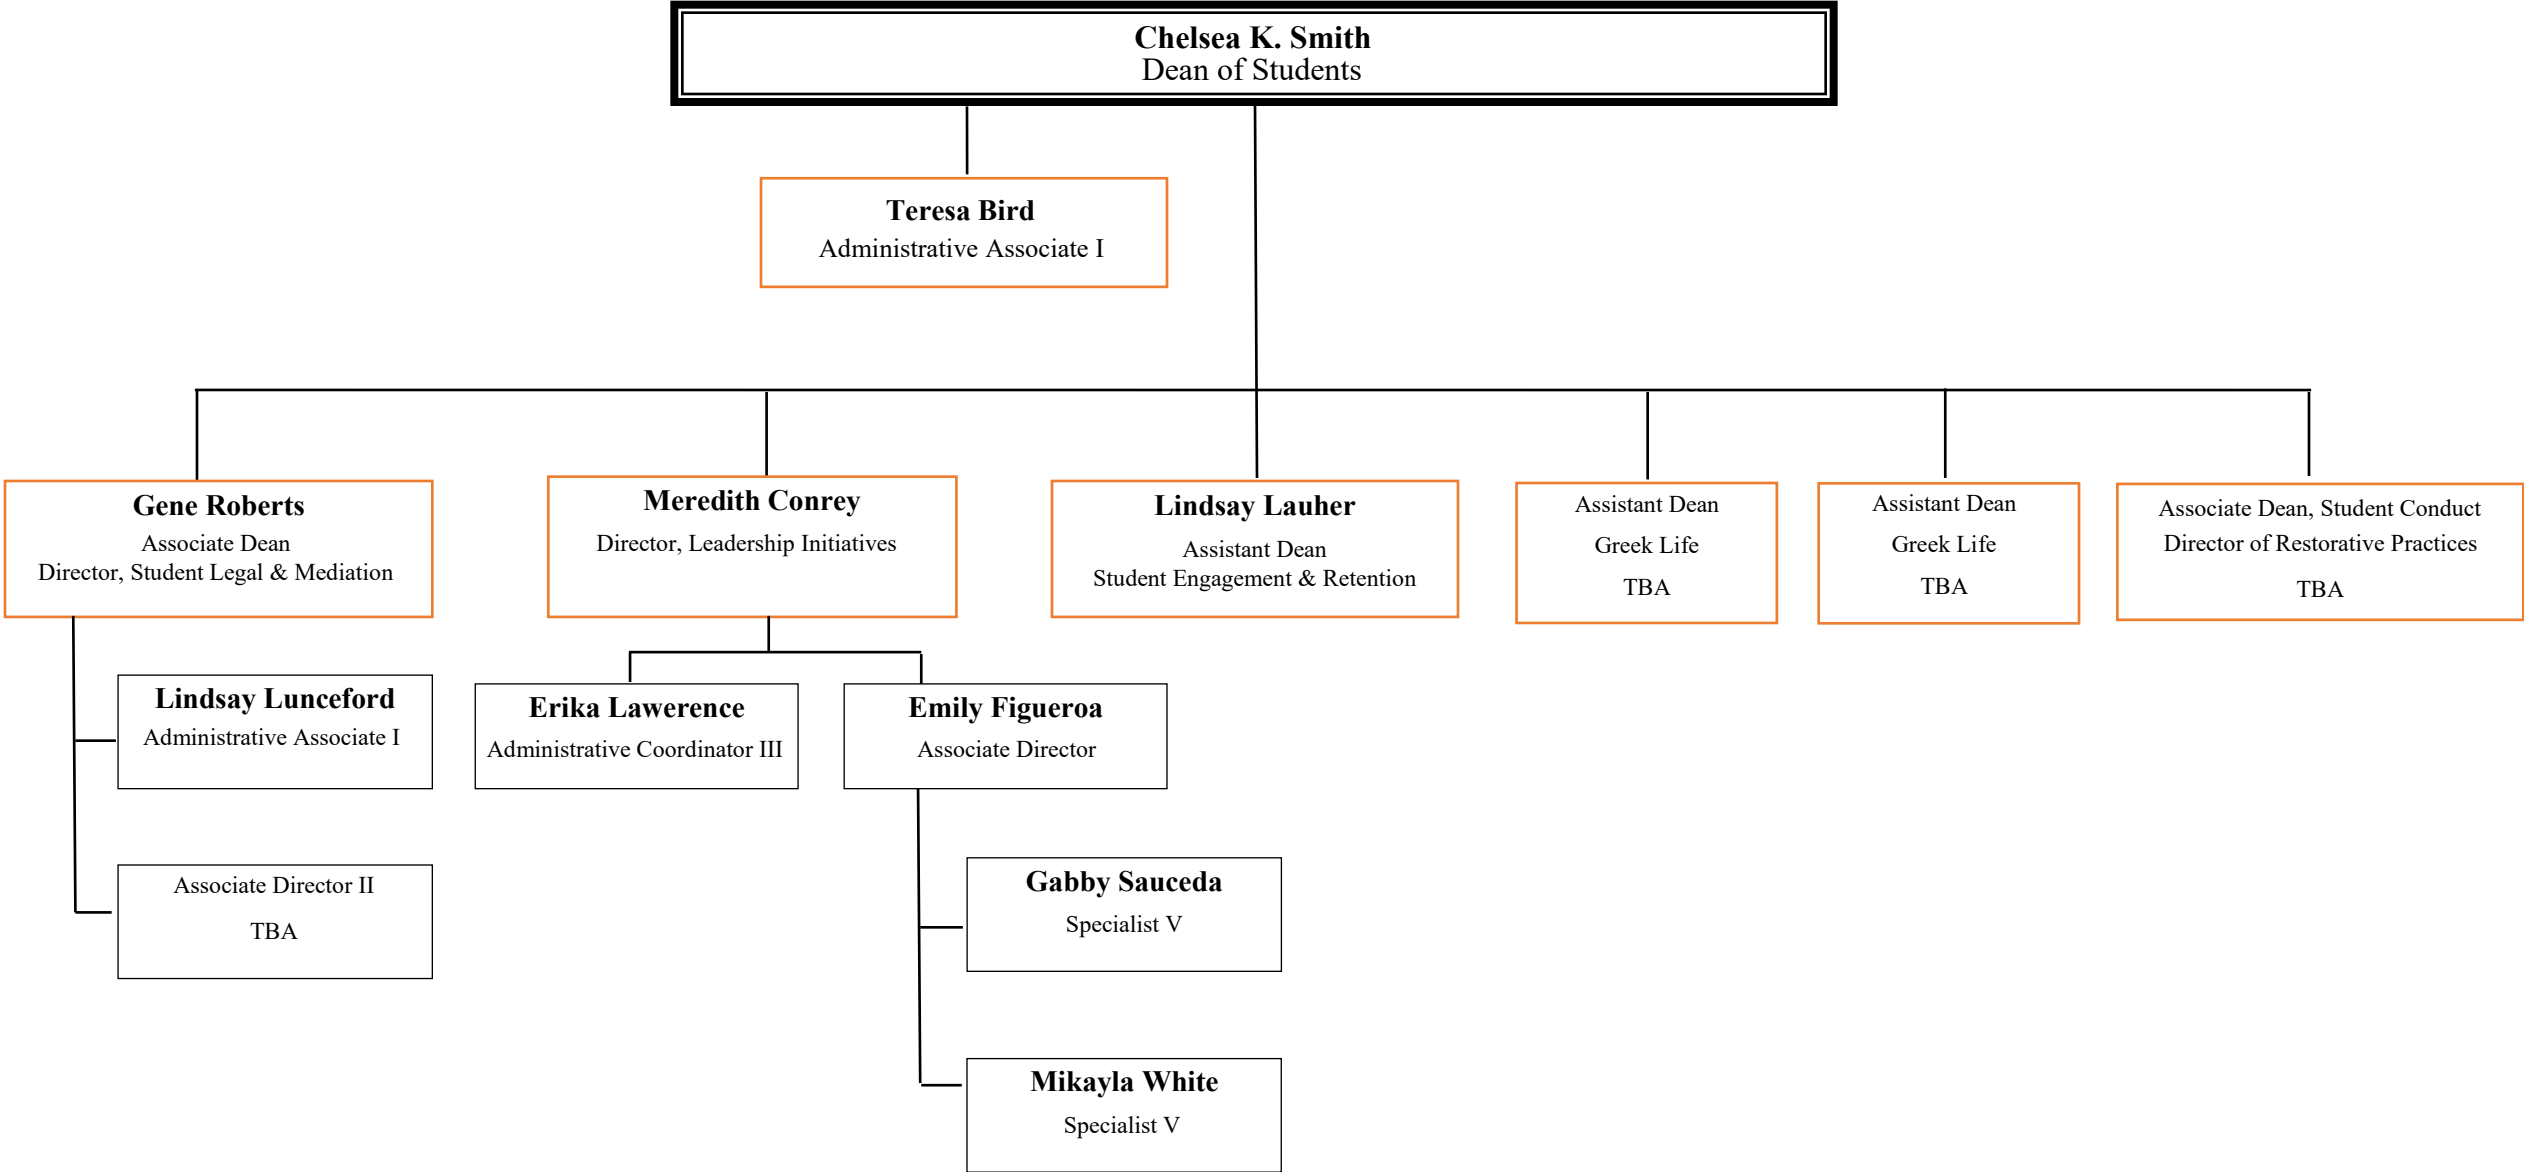 Chelsea K. Smith
Dean of Students
Teresa Bird
Administrative Associate I
Gene Roberts
Associate Dean
Director, Student Legal & Mediation
Meredith Conrey
Director, Leadership Initiatives
Lindsay Lauher
Assistant Dean
Student Engagement & Retention
Assistant Dean
Greek Life
TBA
Assistant Dean
Greek Life
TBA
Associate Dean, Student Conduct
Director of Restorative Practices
TBA
Lindsay Lunceford
Administrative Associate I
Associate Director II
TBA
Erika Lawerence
Administrative Coordinator III
Emily Figueroa
Associate Director
Gabby Sauceda
Specialist V
Mikayla White
Specialist V